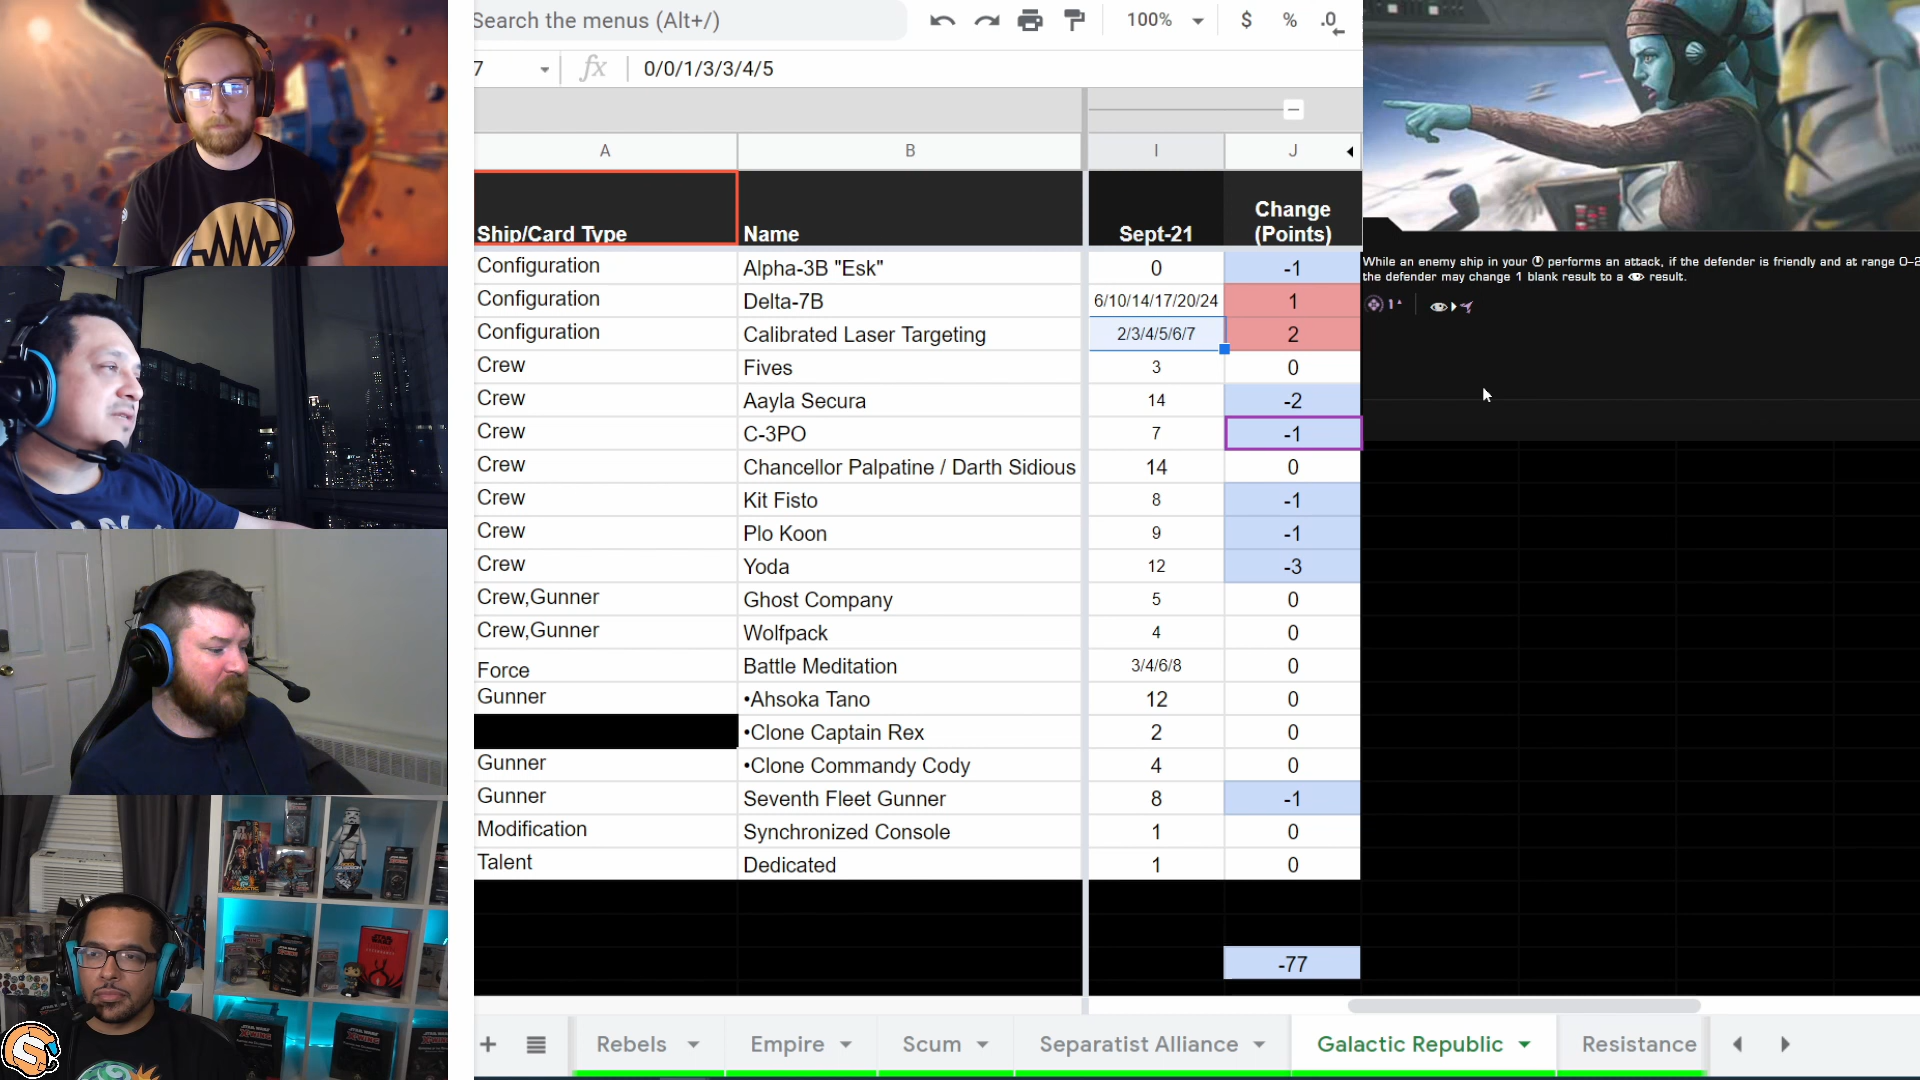 Search the menus (Alt+/)
100%
$
%
.0
7
fx
0/0/1/3/3/4/5
A
B
I
J
Ship/Card Type
Name
Sept-21
Change
(Points)
Configuration
Alpha-3B "Esk"
0
-1
Configuration
Delta-7B
6/10/14/17/20/24
1
Configuration
Calibrated Laser Targeting
2/3/4/5/6/7
2
Crew
Fives
3
0
Crew
Aayla Secura
14
-2
Crew
C-3PO
7
-1
Crew
Chancellor Palpatine / Darth Sidious
14
0
Crew
Kit Fisto
8
-1
Crew
Plo Koon
9
-1
Crew
Yoda
12
-3
Crew,Gunner
Ghost Company
5
0
Crew,Gunner
Wolfpack
4
0
Force
Battle Meditation
3/4/6/8
0
Gunner
•Ahsoka Tano
12
0
•Clone Captain Rex
2
0
Gunner
•Clone Commandy Cody
4
0
Gunner
Seventh Fleet Gunner
8
-1
Modification
Synchronized Console
1
0
Talent
Dedicated
1
0
-77
While an enemy ship in your performs an attack, if the defender is friendly and at range 0-2
the defender may change 1 blank result to a result.
1
Rebels
Empire
Scum
Separatist Alliance
Galactic Republic
Resistance